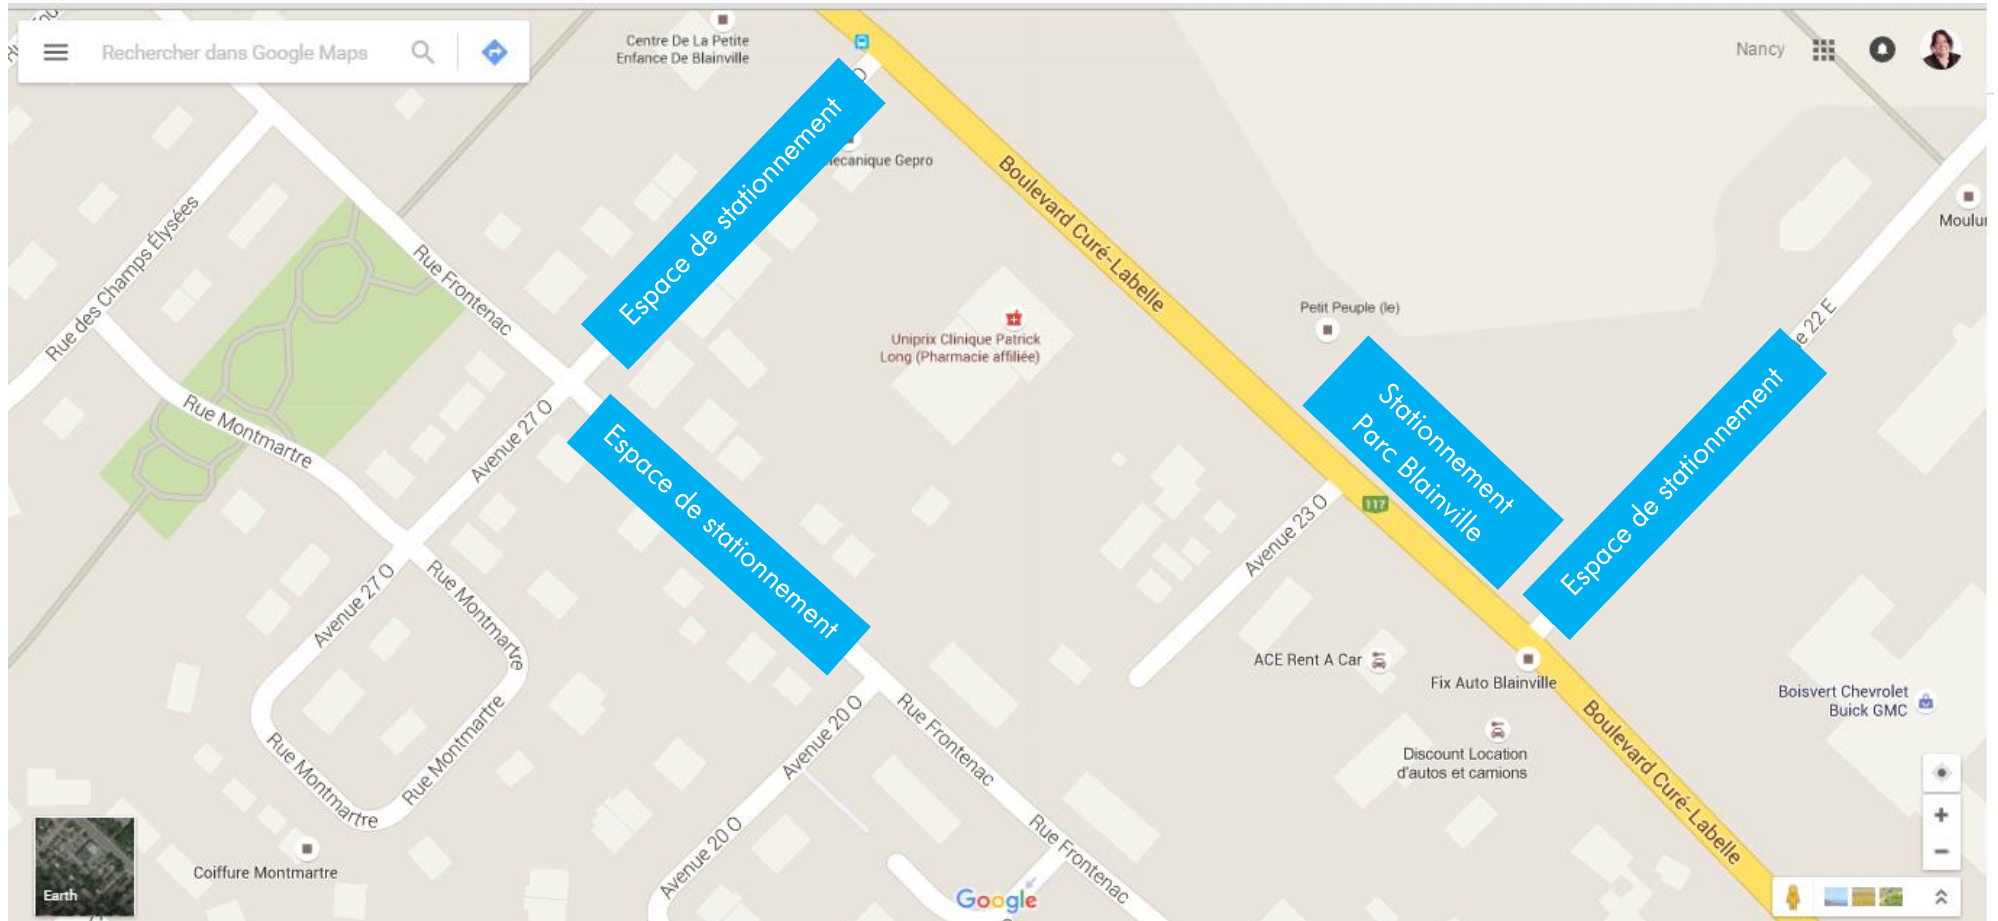 Rechercher dans Google Maps
Centre De La Petite
Enfance De Blainville
Nancy
Espace de stationnement
Mécanique Gepro
Boulevard Curé-Labelle
Moulur
Rue des Champs Élysées
Rue Frontenac
Uniprix Clinique Patrick
Long (Pharmacie affiliée)
Petit Peuple (le)
e 22 E
Stationnement
Parc Blainville
Espace de stationnement
Rue Montmartre
Avenue 27 O
Espace de stationnement
117
Avenue 23 O
Avenue 27 O
Rue Montmartre
ACE Rent A Car
Fix Auto Blainville
Boisvert Chevrolet
Buick GMC
Avenue 20 O
Rue Frontenac
Rue Montmartre
Rue Montmartre
Discount Location
d'autos et camions
Boulevard Curé-Labelle
Avenue 20 O
Rue Frontenac
Coiffure Montmartre
Earth
Google